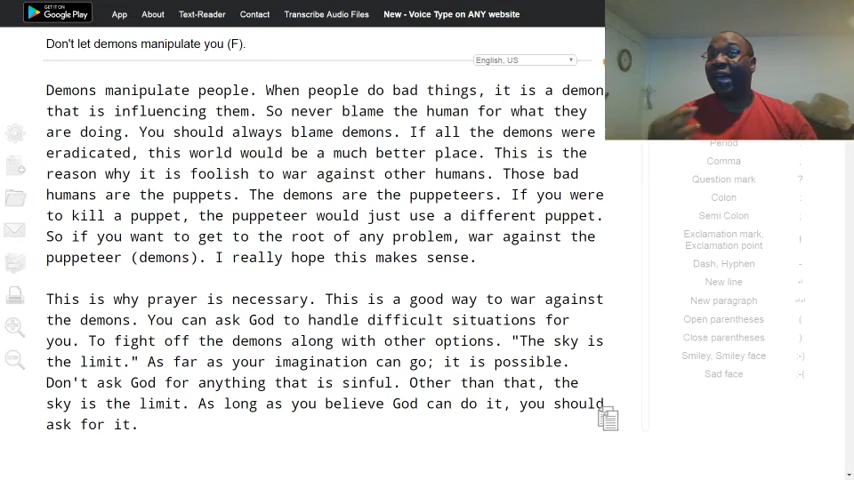 GET IT ON
Google Play
App About Text-Reader Contact Transcribe Audio Files New - Voice Type on ANY website
Don't let demons manipulate you (F).
English, US
Demons manipulate people. When people do bad things, it is a demon
that is influencing them. So never blame the human for what they
are doing. You should always blame demons. If all the demons were
eradicated, this world would be a much better place. This is the
reason why it is foolish to war against other humans. Those bad
humans are the puppets. The demons are the puppeteers. If you were
to kill a puppet, the puppeteer would just use a different puppet.
So if you want to get to the root of any problem, war against the
puppeteer (demons). I really hope this makes sense.
This is why prayer is necessary. This is a good way to war against
the demons. You can ask God to handle difficult situations for
you. To fight off the demons along with other options. "The sky is
the limit." As far as your imagination can go; it is possible.
Don't ask God for anything that is sinful. Other than that, the
sky is the limit. As long as you believe God can do it, you should
ask for it.
Period .
Comma ,
Question mark ?
Colon :
Semi Colon ;
Exclamation mark,
Exclamation point !
Dash, Hyphen -
New line ↵
New paragraph ↵↵
Open parentheses (
Close parentheses )
Smiley, Smiley face :-)
Sad face :-(